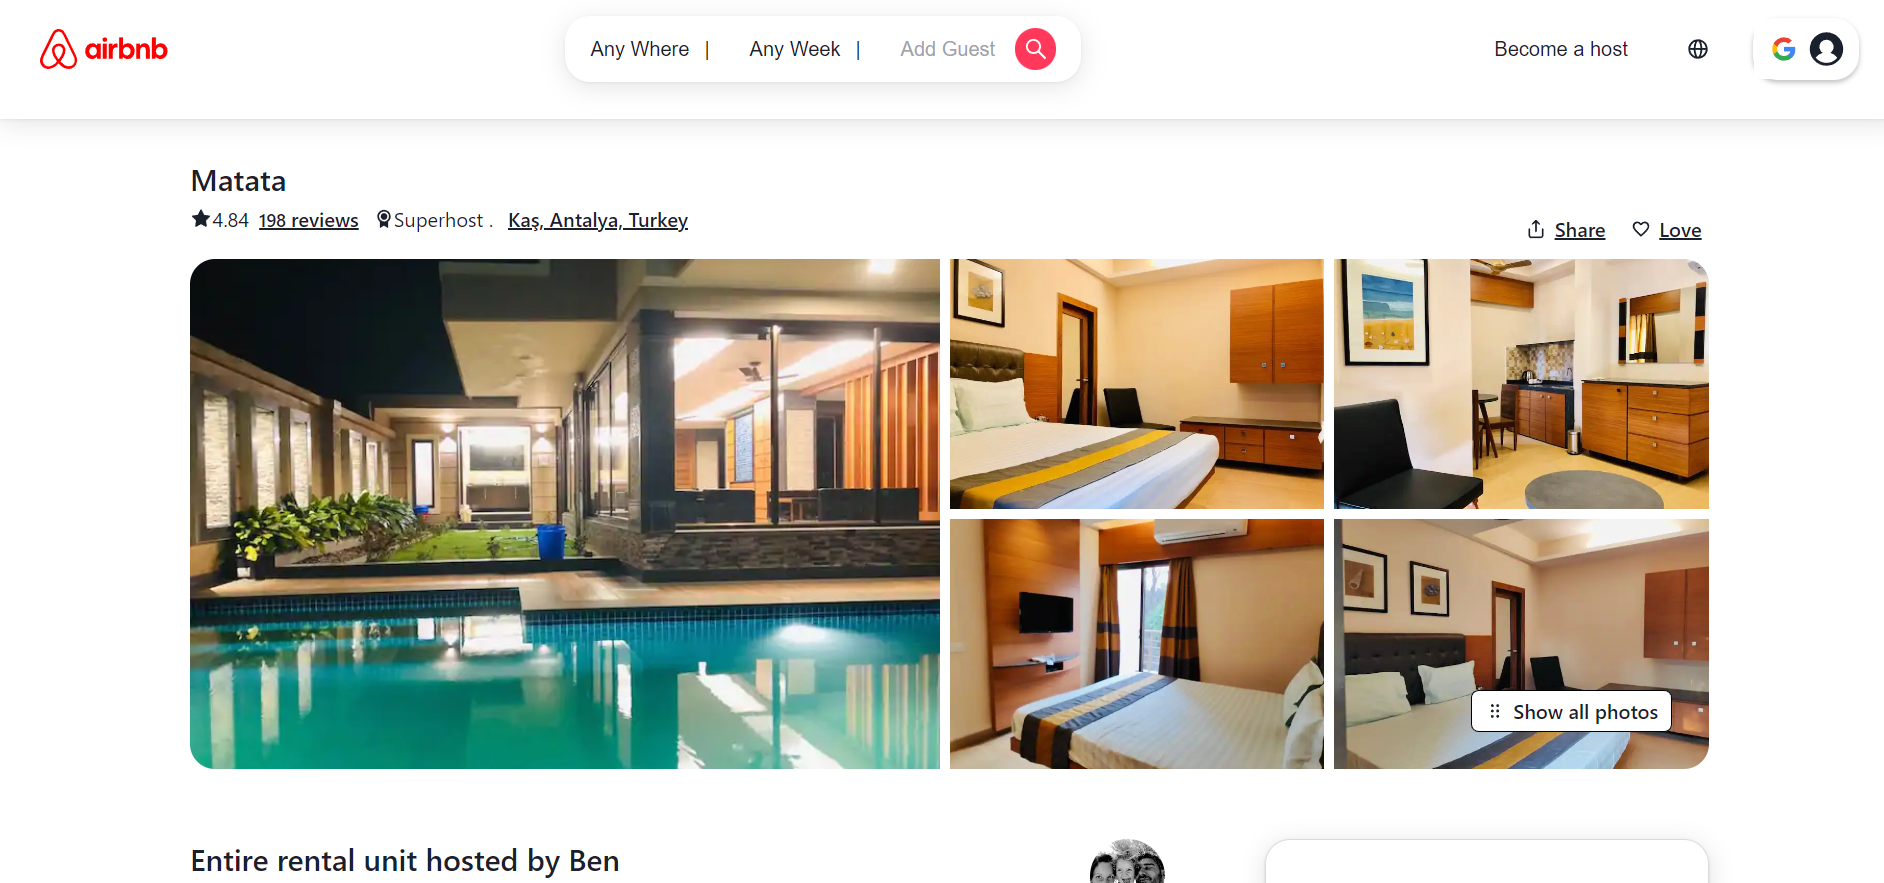 airbnb
Any Where | Any Week | Add Guest
Become a host
Matata
4.84 198 reviews Superhost . Kaş, Antalya, Turkey
Share Love
Show all photos
Entire rental unit hosted by Ben